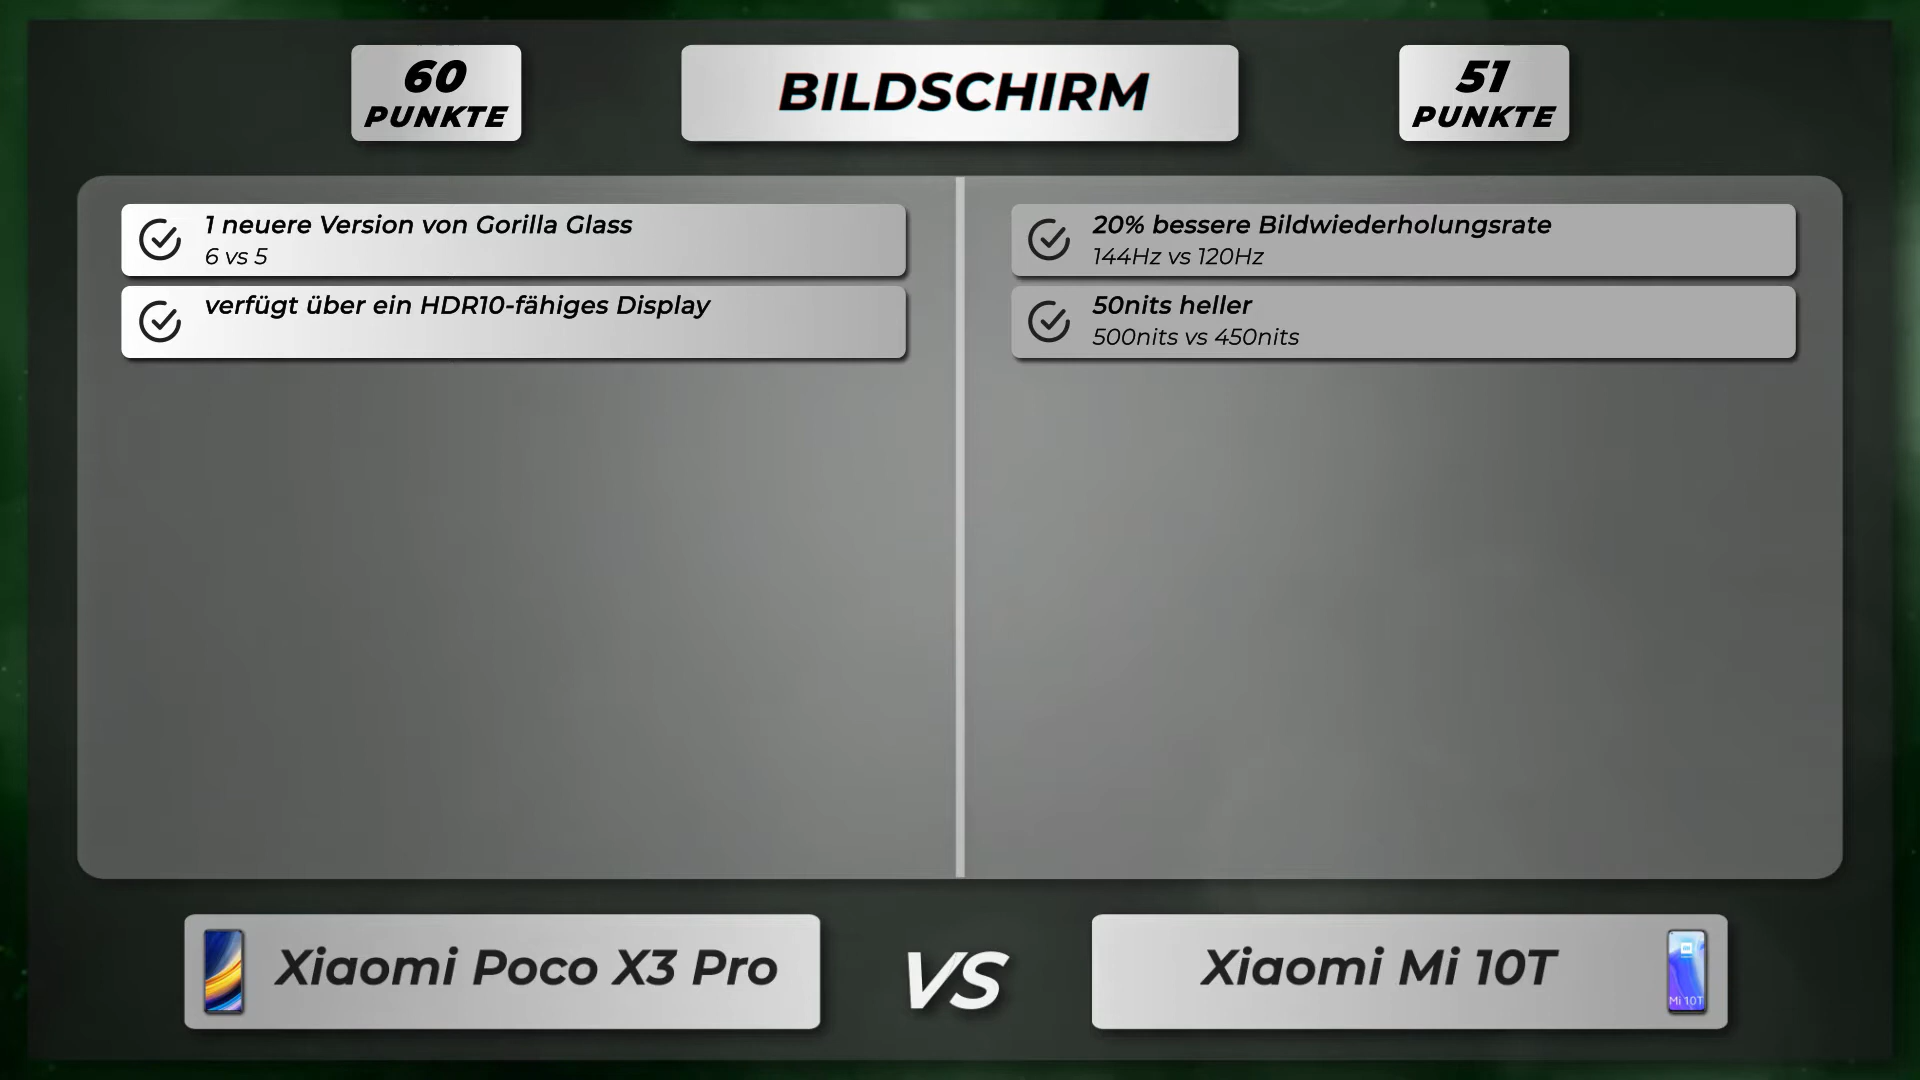 60
PUNKTE
BILDSCHIRM
51
PUNKTE
1 neuere Version von Gorilla Glass
6 vs 5
verfügt über ein HDR10-fähiges Display
20% bessere Bildwiederholungsrate
144Hz vs 120Hz
50nits heller
500nits vs 450nits
Xiaomi Poco X3 Pro
VS
Xiaomi Mi 10T
Mi 10T